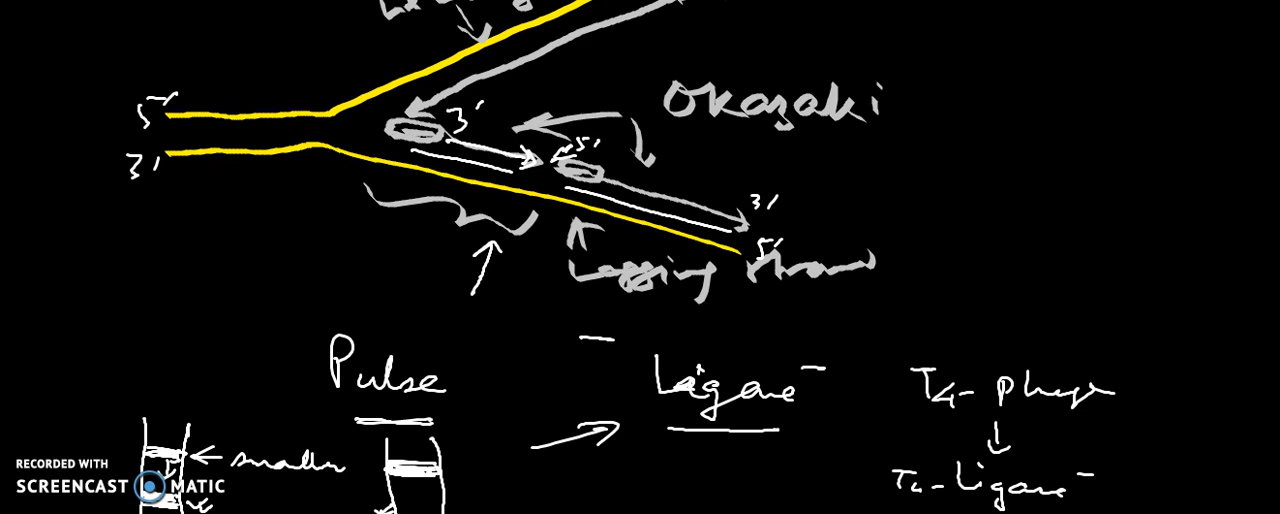 5'
3'
Okazaki
3'
5'
3'
5'
Lagging strand
Pulse
Ligase⁻
T4-phage
T4-Ligase⁻
smaller
RECORDED WITH
SCREENCAST MATIC